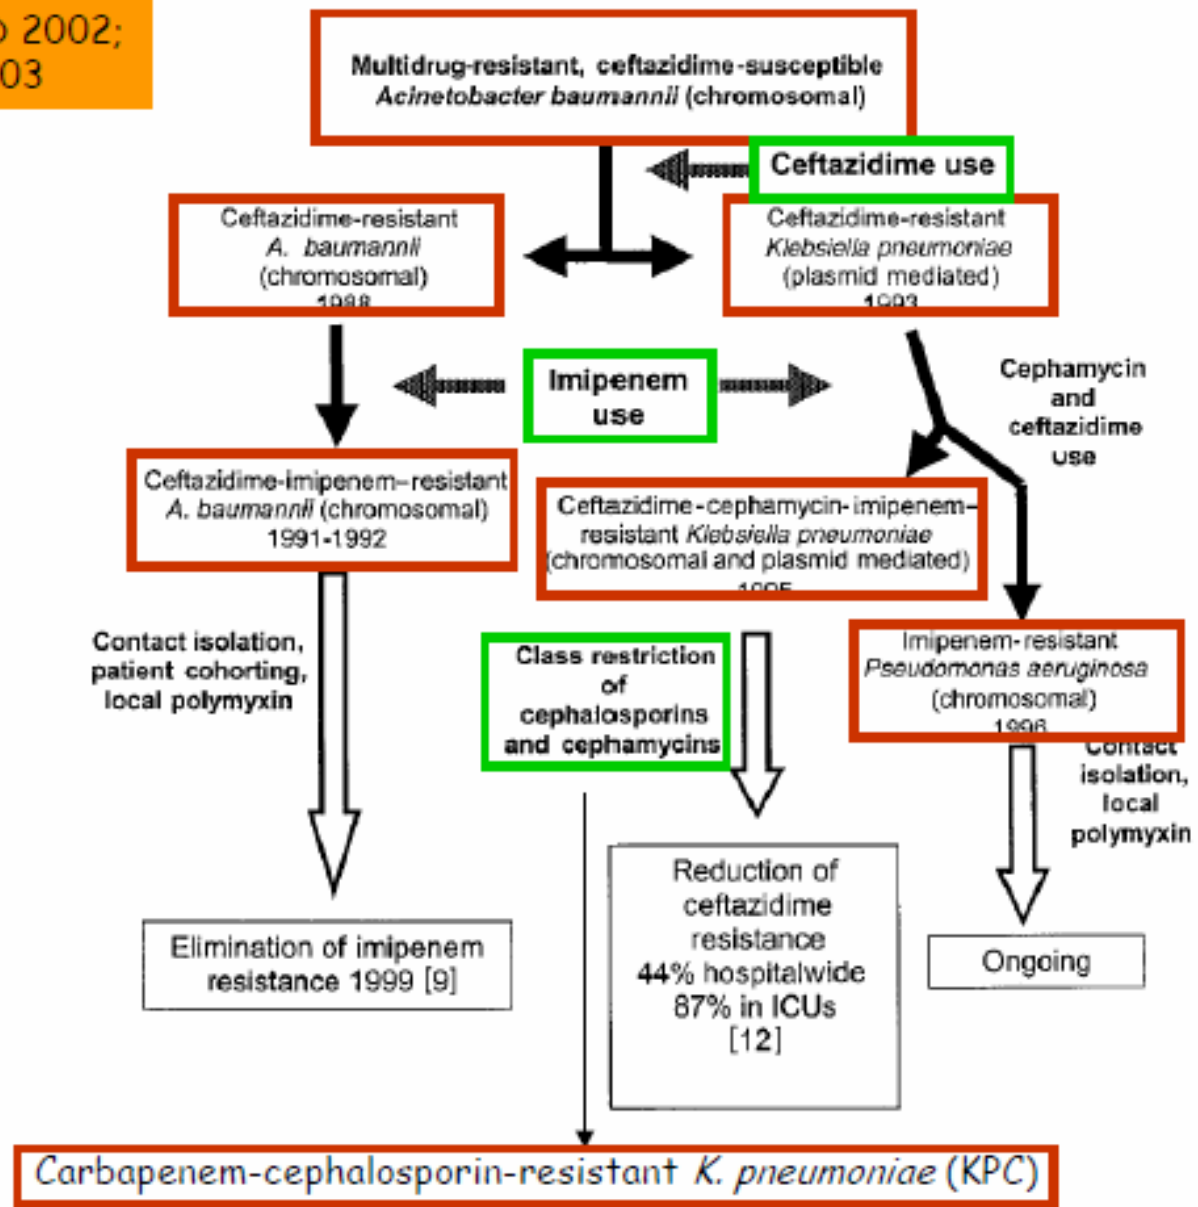 2002;
03
Multidrug-resistant, ceftazidime-susceptible
Acinetobacter baumannii (chromosomal)
Ceftazidime use
Ceftazidime-resistant
A. baumannii
(chromosomal)
1988
Ceftazidime-resistant
Klebsiella pneumoniae
(plasmid mediated)
1993
Imipenem
use
Cephamycin
and
ceftazidime
use
Ceftazidime-imipenem–resistant
A. baumannii (chromosomal)
1991-1992
Ceftazidime-cephamycin-imipenem–
resistant Klebsiella pneumoniae
(chromosomal and plasmid mediated)
1995
Contact isolation,
patient cohorting,
local polymyxin
Class restriction
of
cephalosporins
and cephamycins
Imipenem-resistant
Pseudomonas aeruginosa
(chromosomal)
1996
Contact
isolation,
local
polymyxin
Elimination of imipenem
resistance 1999 [9]
Reduction of
ceftazidime
resistance
44% hospitalwide
87% in ICUs
[12]
Ongoing
Carbapenem-cephalosporin-resistant K. pneumoniae (KPC)